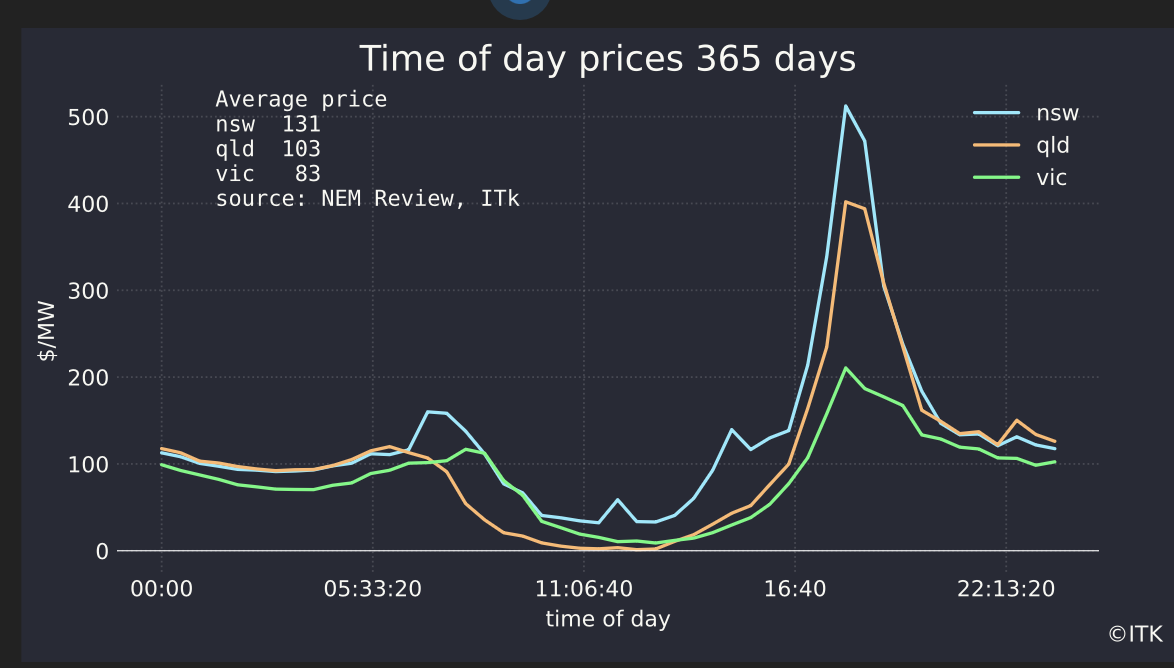 Time of day prices 365 days
Average price
nsw 131
qld 103
vic 83
source: NEM Review, ITk
nsw
qld
vic
500
400
300
200
100
0
$/MW
00:00 05:33:20 11:06:40 16:40 22:13:20
time of day
©ITK